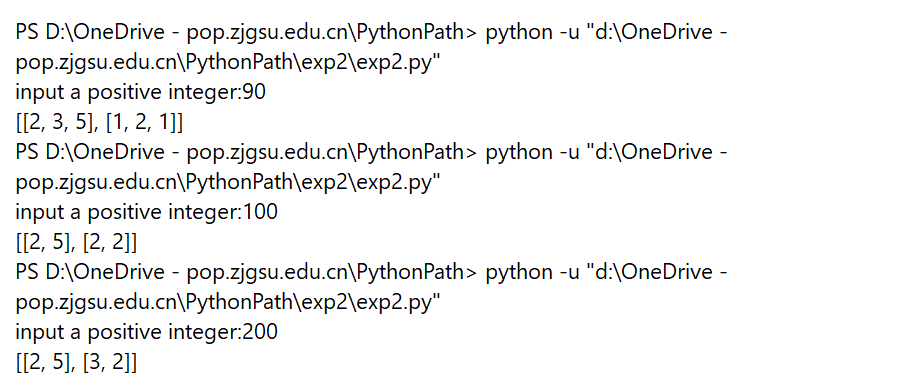 PS D:\OneDrive - pop.zjgsu.edu.cn\PythonPath> python -u "d:\OneDrive -
pop.zjgsu.edu.cn\PythonPath\exp2\exp2.py"
input a positive integer:90
[[2, 3, 5], [1, 2, 1]]
PS D:\OneDrive - pop.zjgsu.edu.cn\PythonPath> python -u "d:\OneDrive -
pop.zjgsu.edu.cn\PythonPath\exp2\exp2.py"
input a positive integer:100
[[2, 5], [2, 2]]
PS D:\OneDrive - pop.zjgsu.edu.cn\PythonPath> python -u "d:\OneDrive -
pop.zjgsu.edu.cn\PythonPath\exp2\exp2.py"
input a positive integer:200
[[2, 5], [3, 2]]